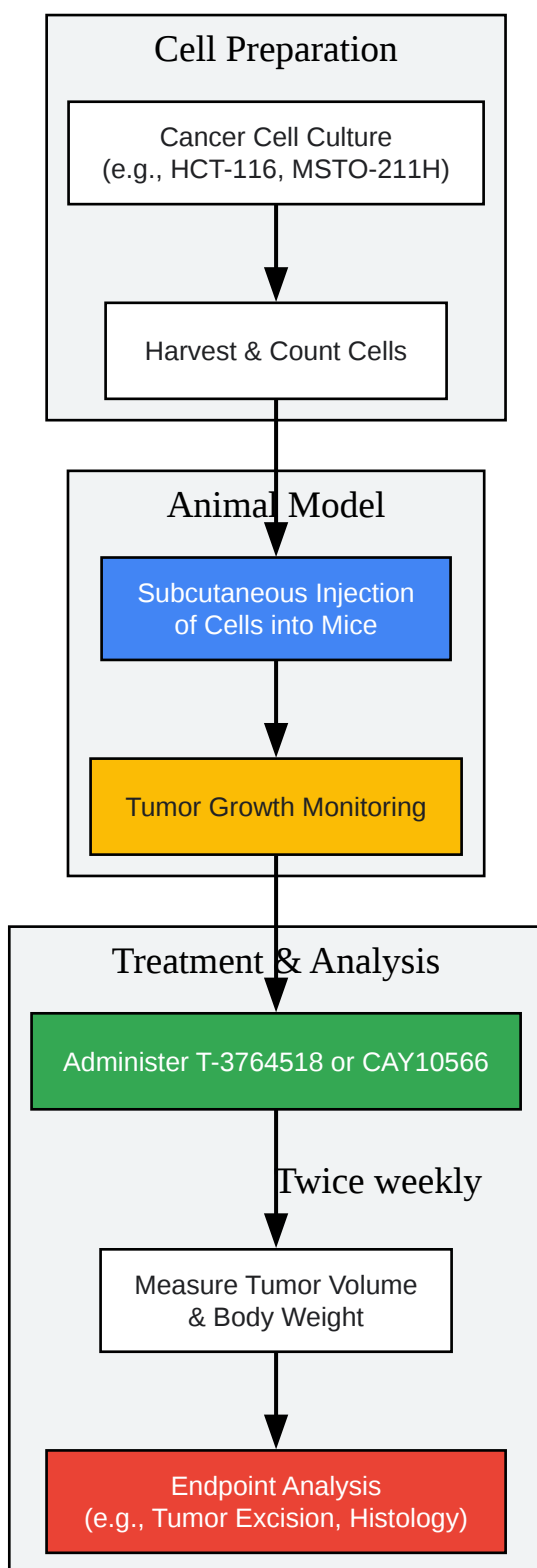 Cell Preparation
Cancer Cell Culture
(e.g., HCT-116, MSTO-211H)
Harvest & Count Cells
Animal Model
Subcutaneous Injection
of Cells into Mice
Tumor Growth Monitoring
Treatment & Analysis
Administer T-3764518 or CAY10566
Twice weekly
Measure Tumor Volume
& Body Weight
Endpoint Analysis
(e.g., Tumor Excision, Histology)